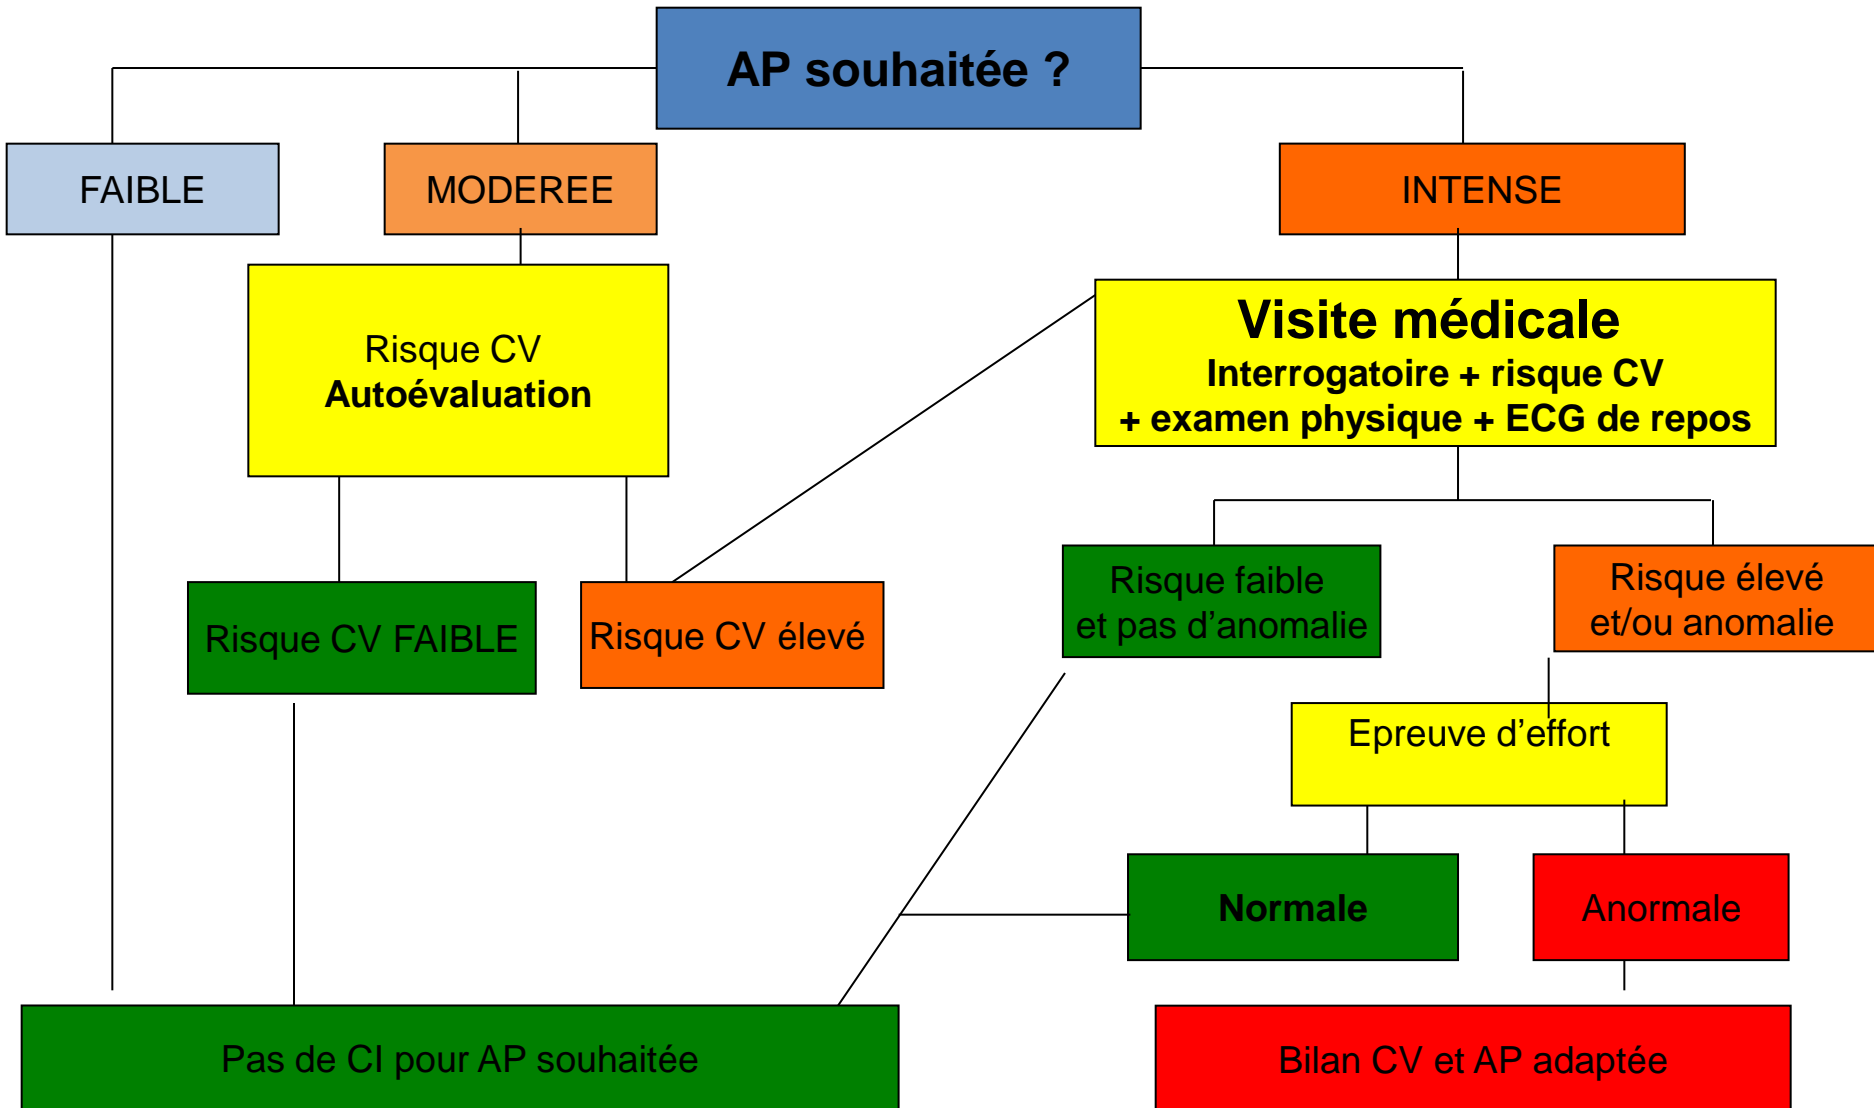 AP souhaitée ?
FAIBLE
MODEREE
INTENSE
Risque CV
Autoévaluation
Visite médicale
Interrogatoire + risque CV
+ examen physique + ECG de repos
Risque CV FAIBLE
Risque CV élevé
Risque faible
et pas d’anomalie
Risque élevé
et/ou anomalie
Epreuve d’effort
Normale
Anormale
Pas de CI pour AP souhaitée
Bilan CV et AP adaptée